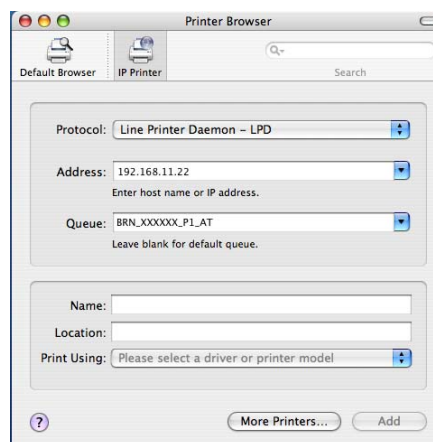 Printer Browser
Default Browser
IP Printer
Search
Protocol: Line Printer Daemon – LPD
Address: 192.168.11.22
Enter host name or IP address.
Queue: BRN_XXXXXX_P1_AT
Leave blank for default queue.
Name:
Location:
Print Using: Please select a driver or printer model
? More Printers... Add